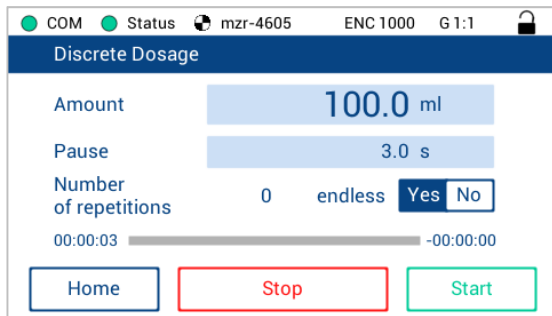 COM Status mzr-4605 ENC 1000 G 1:1
Discrete Dosage
Amount 100.0 ml
Pause 3.0 s
Number
of repetitions 0 endless Yes No
00:00:03 -00:00:00
Home Stop Start